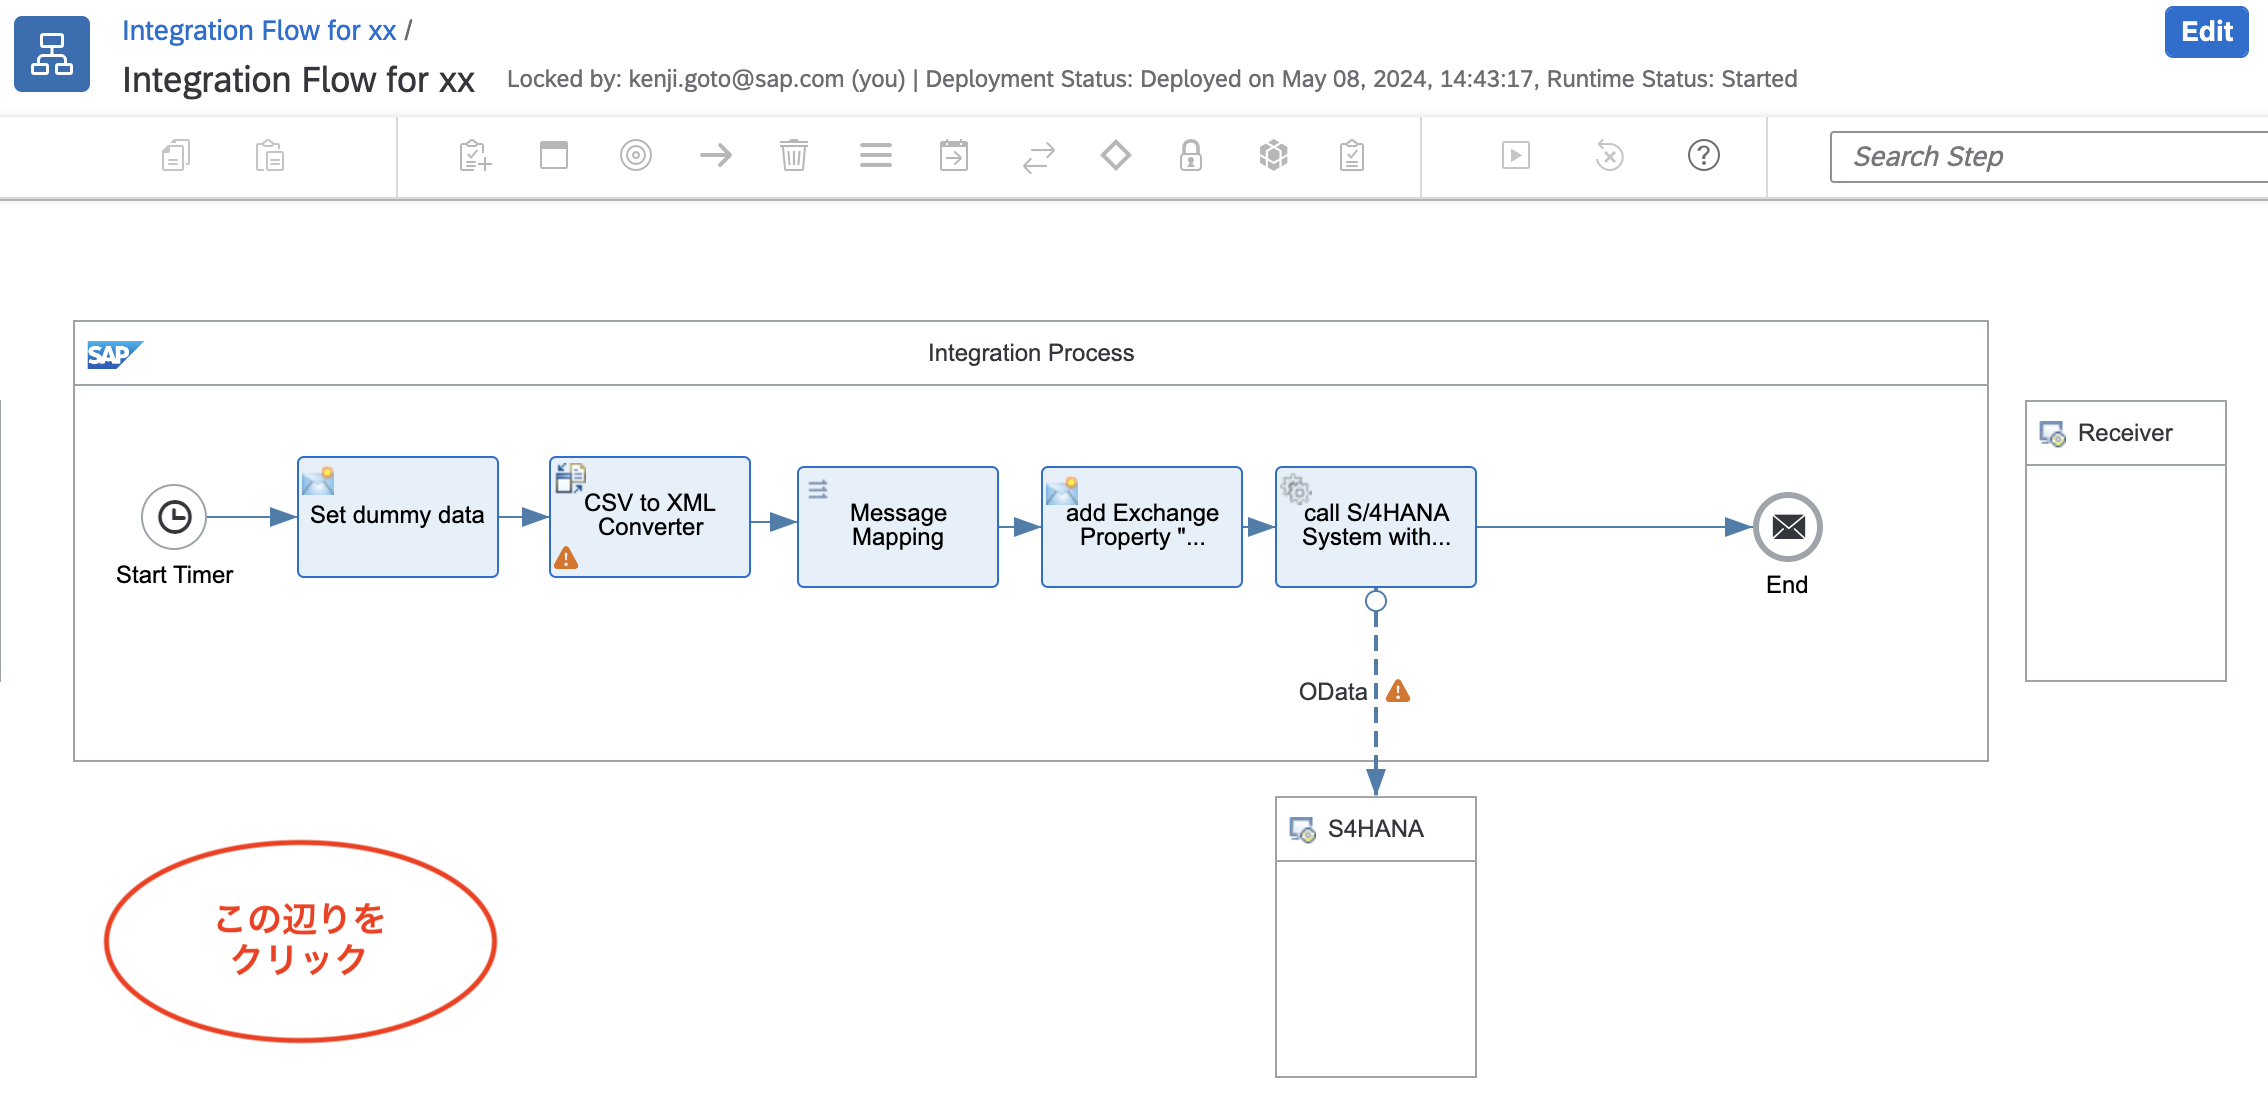 Integration Flow for xx /
Integration Flow for xx Locked by: kenji.goto@sap.com (you) | Deployment Status: Deployed on May 08, 2024, 14:43:17, Runtime Status: Started
Edit
Search Step
SAP
Integration Process
Start Timer
Set dummy data
CSV to XML
Converter
Message
Mapping
add Exchange
Property "...
call S/4HANA
System with...
End
Receiver
OData
S4HANA
この辺りを
クリック